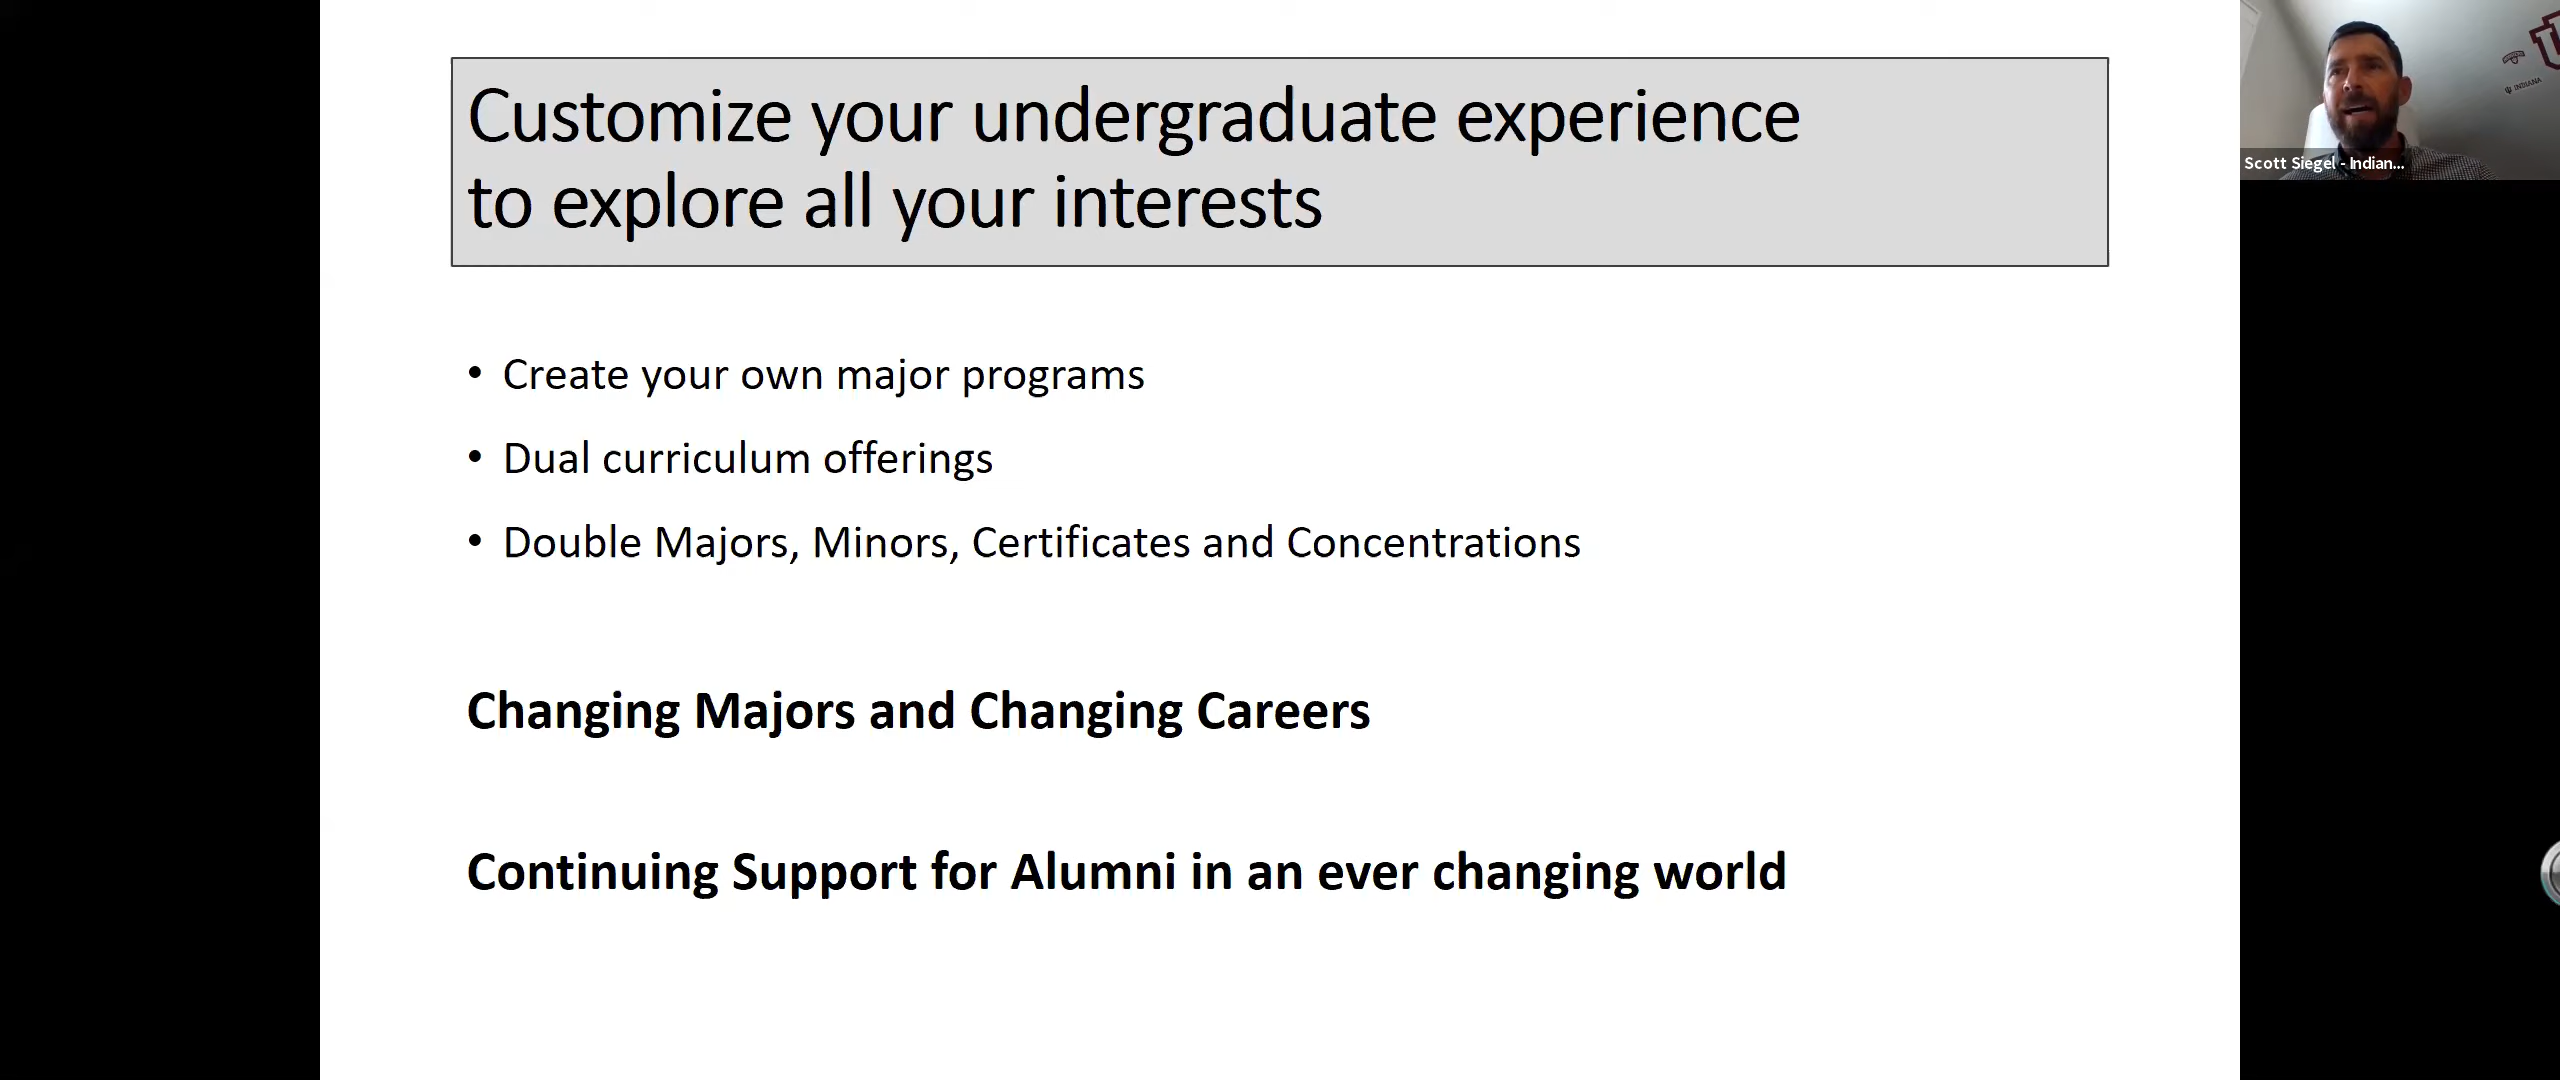 Customize your undergraduate experience
to explore all your interests
• Create your own major programs
• Dual curriculum offerings
• Double Majors, Minors, Certificates and Concentrations
Changing Majors and Changing Careers
Continuing Support for Alumni in an ever changing world
Scott Siegel - Indian...
INDIANA